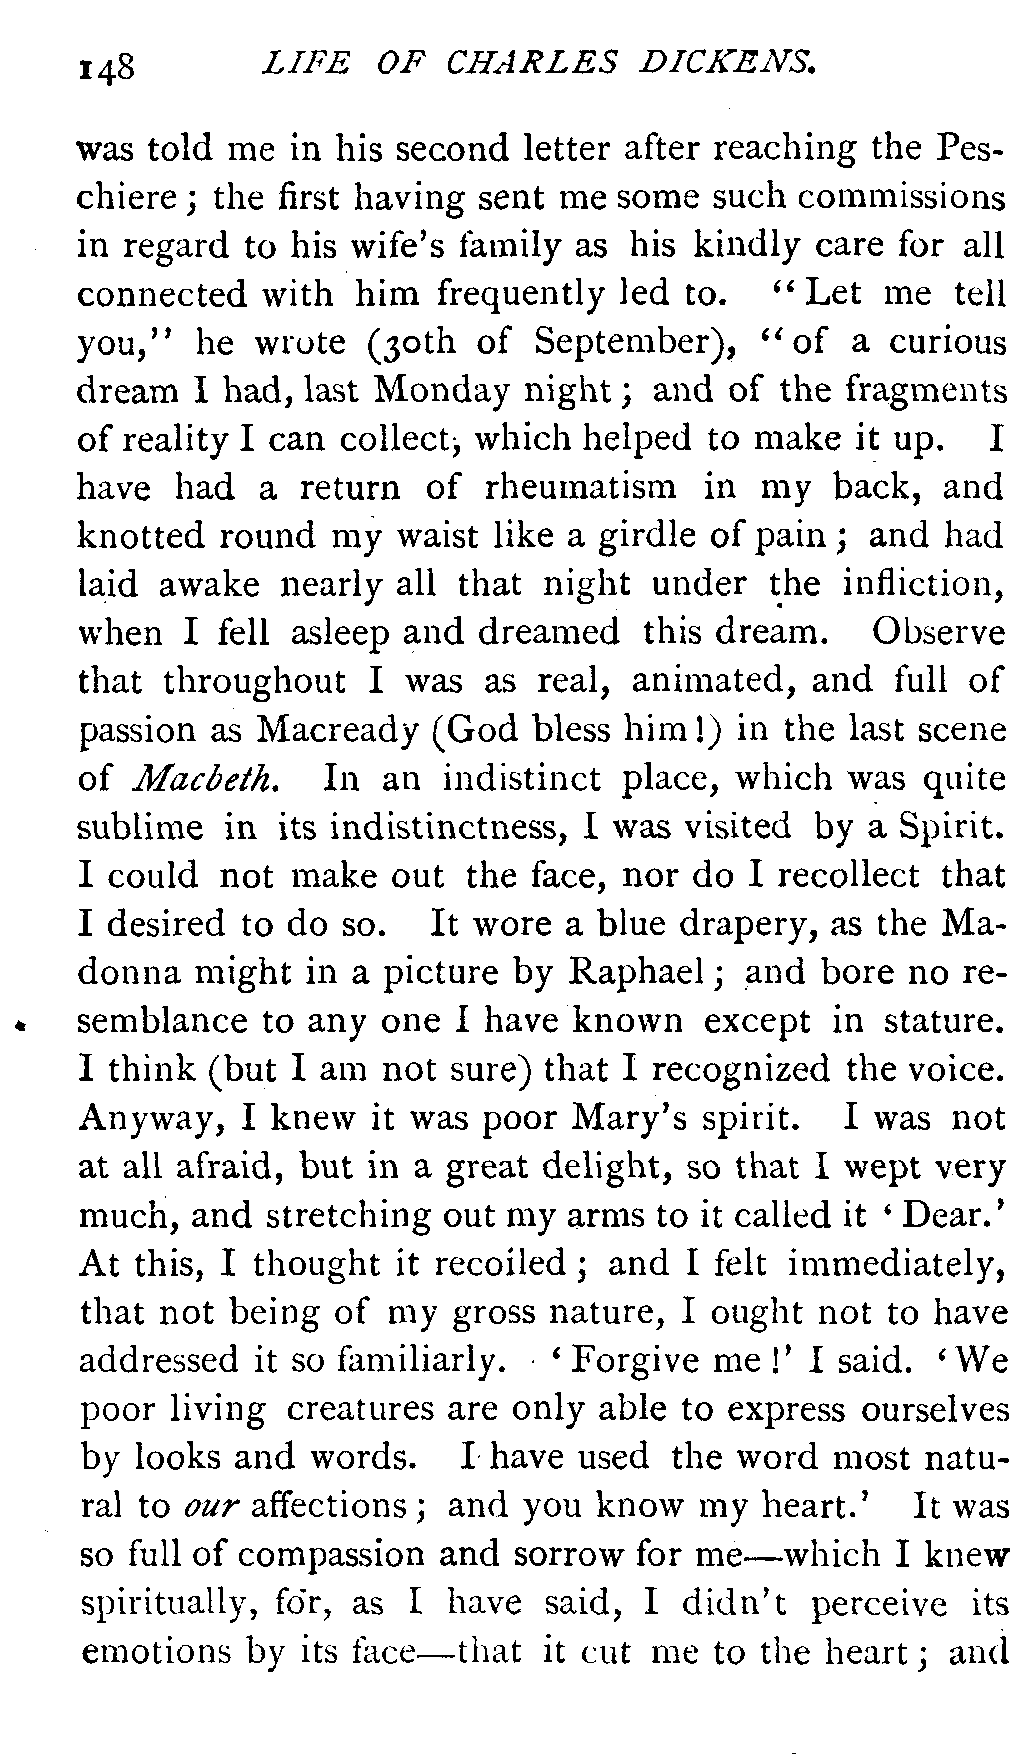 148 LIFE OF CHARLES DICKENS.
was told me in his second letter after reaching the Pes-
chiere; the first having sent me some such commissions
in regard to his wife's family as his kindly care for all
connected with him frequently led to. "Let me tell
you," he wrote (30th of September), "of a curious
dream I had, last Monday night; and of the fragments
of reality I can collect, which helped to make it up. I
have had a return of rheumatism in my back, and
knotted round my waist like a girdle of pain; and had
laid awake nearly all that night under the infliction,
when I fell asleep and dreamed this dream. Observe
that throughout I was as real, animated, and full of
passion as Macready (God bless him!) in the last scene
of Macbeth. In an indistinct place, which was quite
sublime in its indistinctness, I was visited by a Spirit.
I could not make out the face, nor do I recollect that
I desired to do so. It wore a blue drapery, as the Ma-
donna might in a picture by Raphael; and bore no re-
semblance to any one I have known except in stature.
I think (but I am not sure) that I recognized the voice.
Anyway, I knew it was poor Mary's spirit. I was not
at all afraid, but in a great delight, so that I wept very
much, and stretching out my arms to it called it 'Dear.'
At this, I thought it recoiled; and I felt immediately,
that not being of my gross nature, I ought not to have
addressed it so familiarly. 'Forgive me!' I said. 'We
poor living creatures are only able to express ourselves
by looks and words. I have used the word most natu-
ral to our affections; and you know my heart.' It was
so full of compassion and sorrow for me—which I knew
spiritually, for, as I have said, I didn't perceive its
emotions by its face—that it cut me to the heart; and